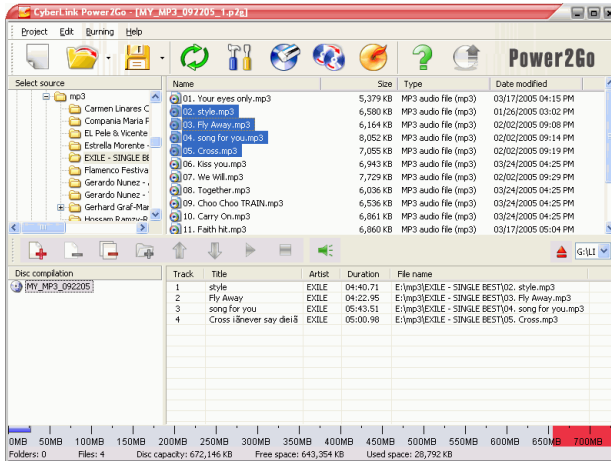 CyberLink Power2Go - [MY_MP3_092205_1.p2g]
Project Edit Burning Help
Power2Go
Select source
mp3
Carmen Linares C
Compania Maria F
EL Pele & Vicente
Estrella Morente -
EXILE - SINGLE BE
Flamenco Festiva
Gerardo Nunez -
Gerardo Nunez -
Gerhard Graf-Mar
Hossam Ramzy-R
Name Size Type Date modified
01. Your eyes only.mp3 5,379 KB MP3 audio file (mp3) 03/17/2005 04:15 PM
02. style.mp3 6,580 KB MP3 audio file (mp3) 01/26/2005 03:02 PM
03. Fly Away.mp3 6,164 KB MP3 audio file (mp3) 02/02/2005 09:08 PM
04. song for you.mp3 8,052 KB MP3 audio file (mp3) 02/02/2005 09:14 PM
05. Cross.mp3 7,055 KB MP3 audio file (mp3) 02/02/2005 09:19 PM
06. Kiss you.mp3 6,943 KB MP3 audio file (mp3) 03/24/2005 04:25 PM
07. We Will.mp3 7,729 KB MP3 audio file (mp3) 02/02/2005 09:29 PM
08. Together.mp3 6,036 KB MP3 audio file (mp3) 03/24/2005 04:25 PM
09. Choo Choo TRAIN.mp3 6,536 KB MP3 audio file (mp3) 03/24/2005 04:25 PM
10. Carry On.mp3 6,861 KB MP3 audio file (mp3) 03/24/2005 04:25 PM
11. Faith hit.mp3 6,860 KB MP3 audio file (mp3) 03/17/2005 05:04 PM
G:\LI
Disc compilation
MY_MP3_092205
Track Title Artist Duration File name
1 style EXILE 04:40.71 E:\mp3\EXILE - SINGLE BEST\02. style.mp3
2 Fly Away EXILE 04:22.95 E:\mp3\EXILE - SINGLE BEST\03. Fly Away.mp3
3 song for you EXILE 05:43.51 E:\mp3\EXILE - SINGLE BEST\04. song for you.mp3
4 Cross iãnever say dieiã EXILE 05:00.98 E:\mp3\EXILE - SINGLE BEST\05. Cross.mp3
0MB 50MB 100MB 150MB 200MB 250MB 300MB 350MB 400MB 450MB 500MB 550MB 600MB 650MB 700MB
Folders: 0 Files: 4 Disc capacity: 672,146 KB Free space: 643,354 KB Used space: 28,792 KB